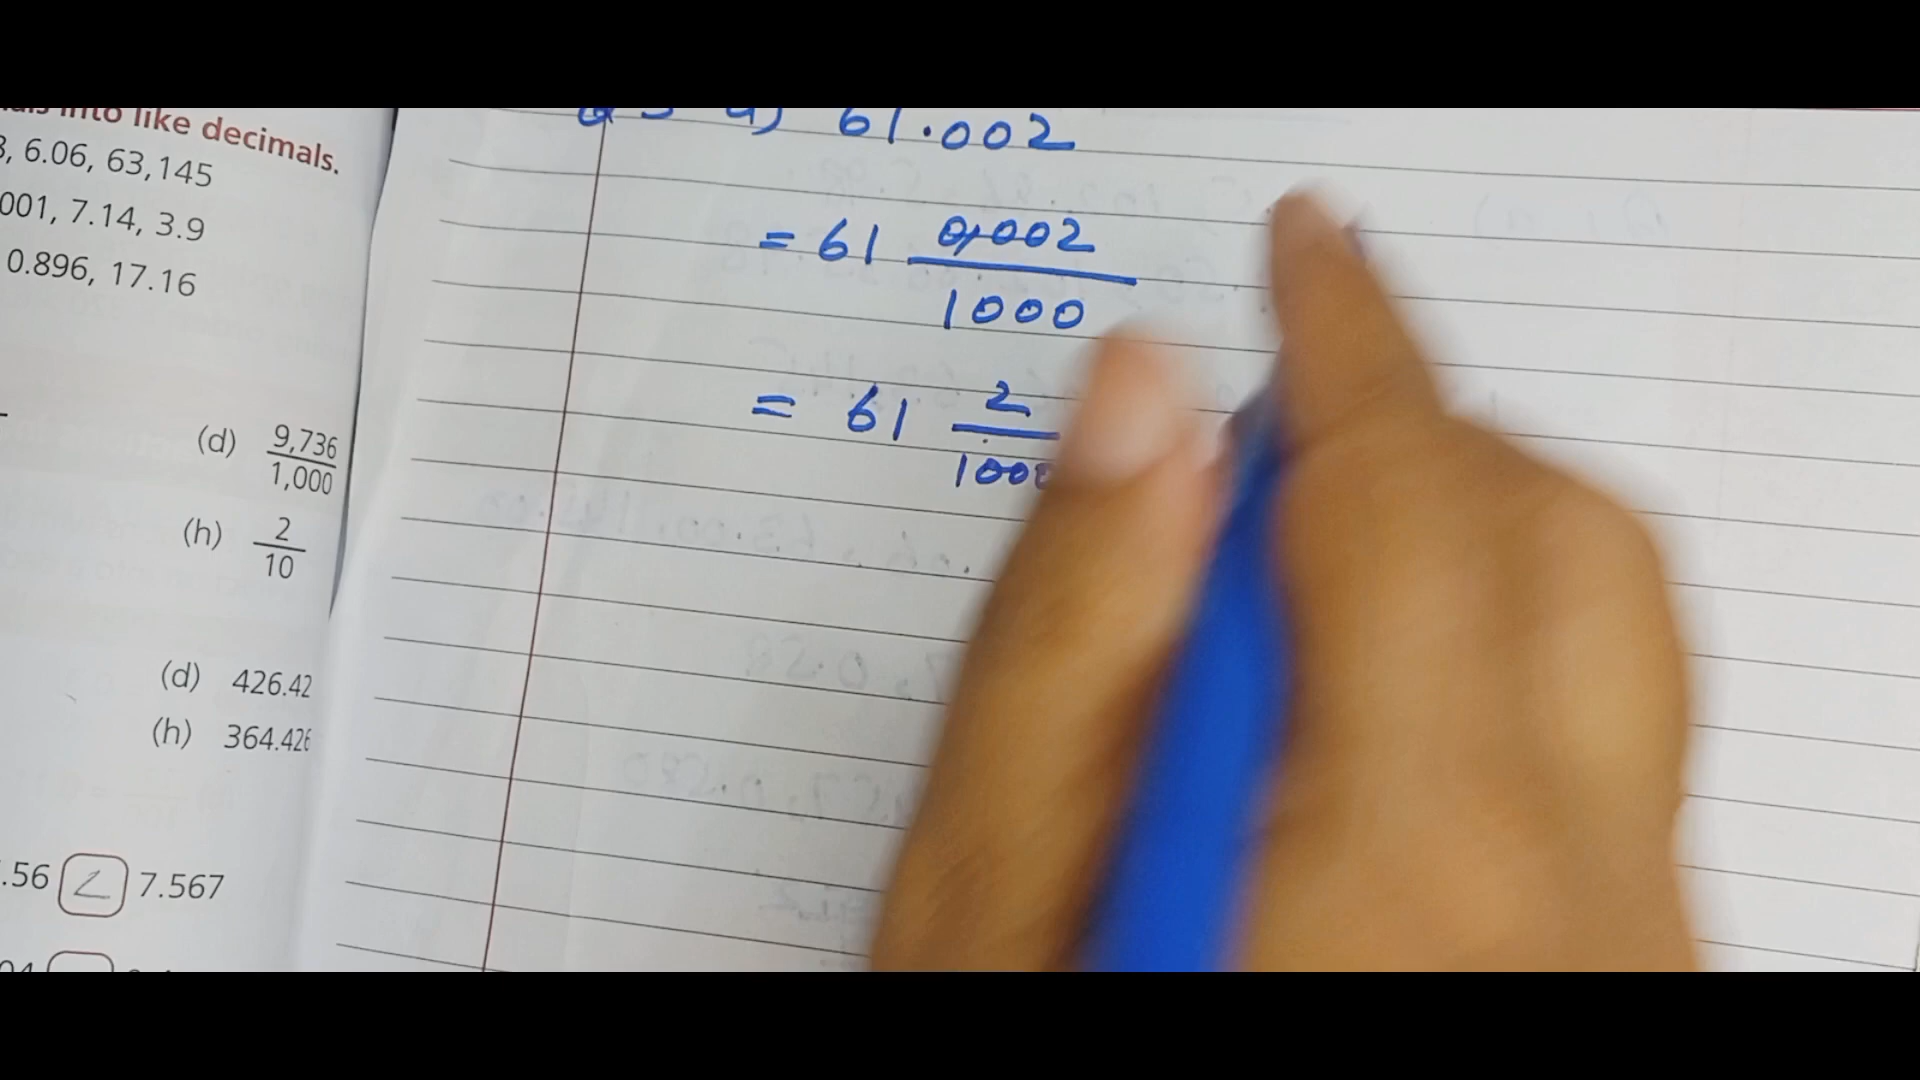 into like decimals.
, 6.06, 63,145
001, 7.14, 3.9
0.896, 17.16
(d) 9,736
1,000
(h) 2
10
(d) 426.42
(h) 364.426
.56 < 7.567
a) 61.002
= 61 0.002
1000
= 61 2
1000